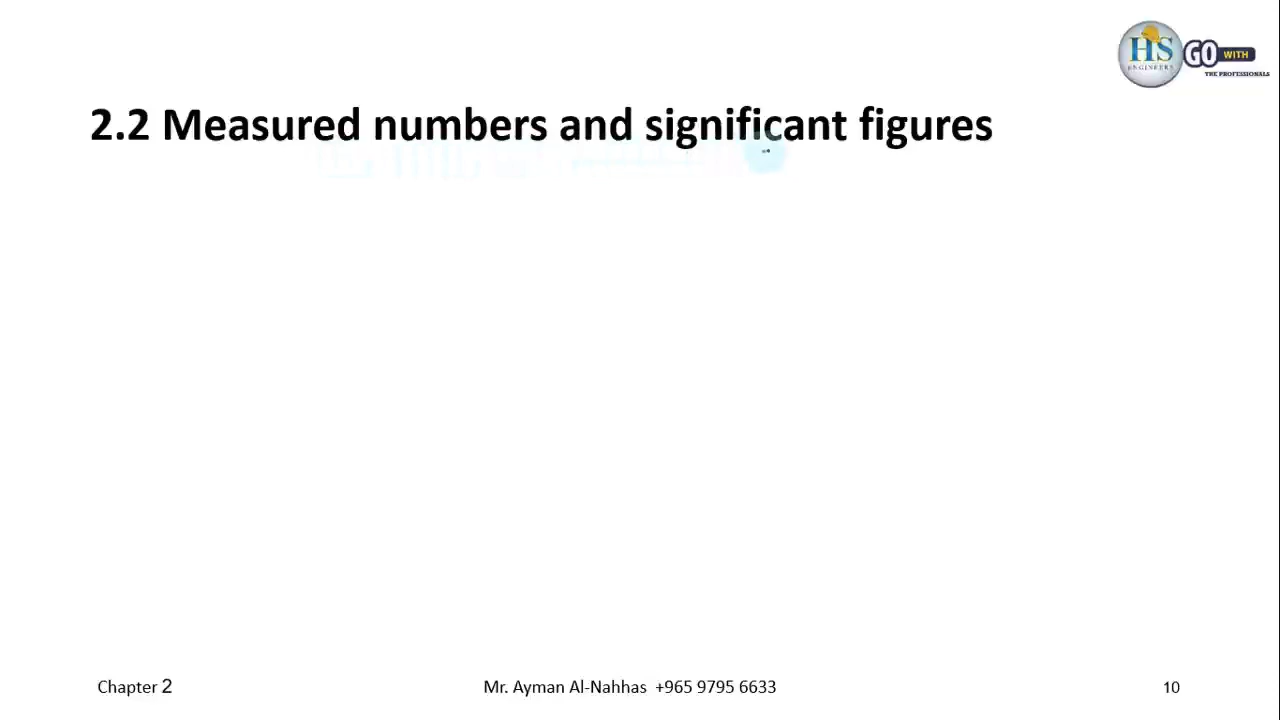 HS
ENGINEERS
GO WITH
THE PROFESSIONALS
2.2 Measured numbers and significant figures
Chapter 2
Mr. Ayman Al-Nahhas +965 9795 6633
10